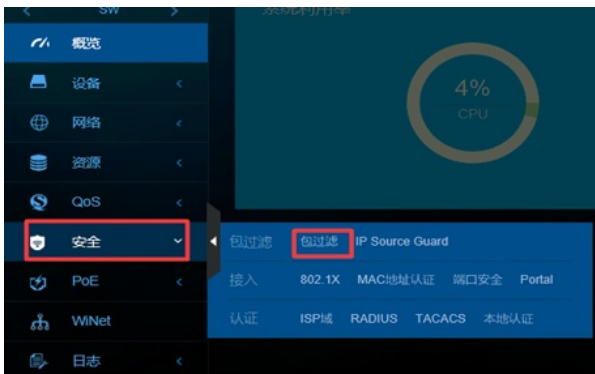 SW
系统利用率
概览
4%
CPU
设备
网络
资源
QoS
安全
包过滤 包过滤 IP Source Guard
PoE
接入 802.1X MAC地址认证 端口安全 Portal
WiNet
认证 ISP域 RADIUS TACACS 本地认证
日志